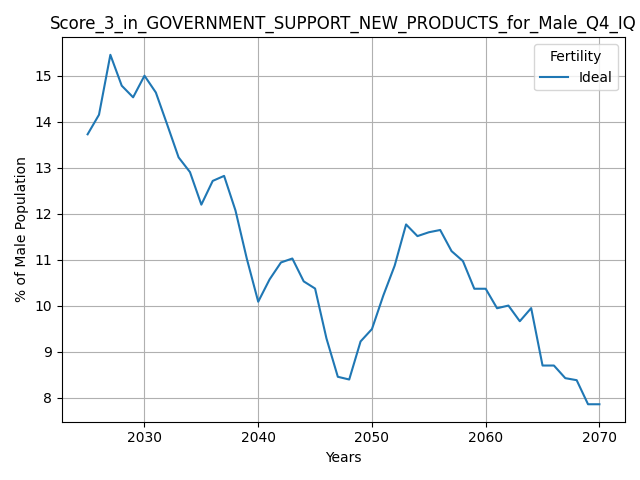 Score_3_in_GOVERNMENT_SUPPORT_NEW_PRODUCTS_for_Male_Q4_IQ
Fertility
Ideal
% of Male Population
15
14
13
12
11
10
9
8
2030 2040 2050 2060 2070
Years